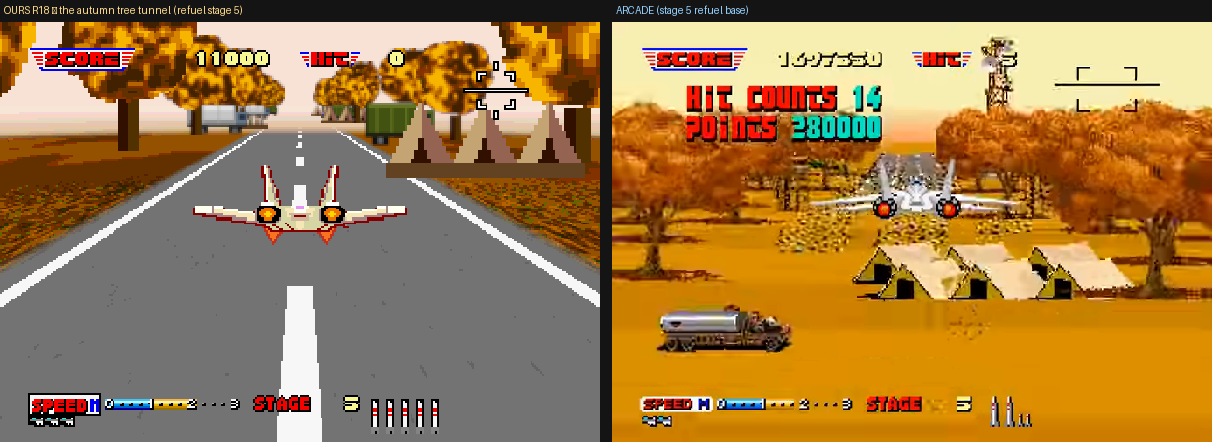 OURS R18 the autumn tree tunnel (refuel stage 5)
ARCADE (stage 5 refuel base)
SCORE 11000 HIT 0
SCORE HIT
HIT COUNTS 14
POINTS 280000
SPEED M 0 2 3 STAGE 5
SPEED M 0 2 3 STAGE 5 11